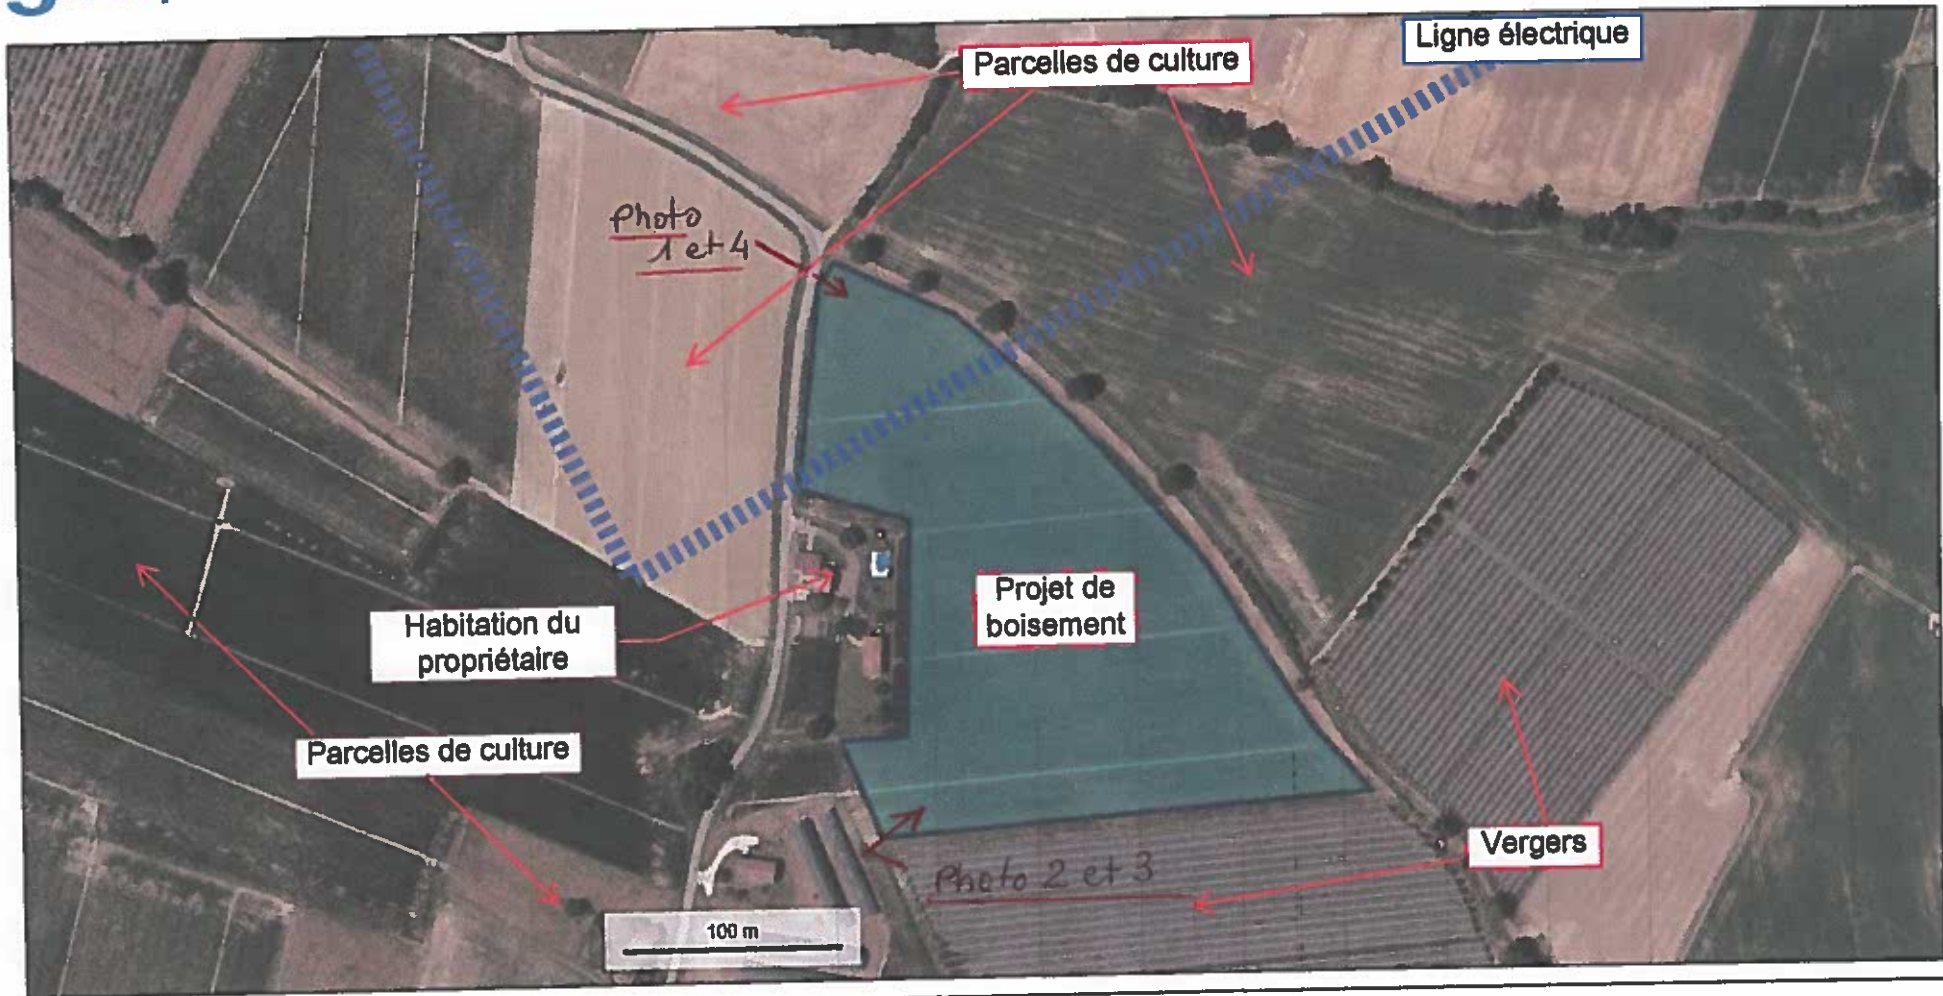 Ligne électrique
Parcelles de culture
Photo
1 et 4
Projet de
boisement
Habitation du
propriétaire
Parcelles de culture
Vergers
Photo 2 et 3
100 m